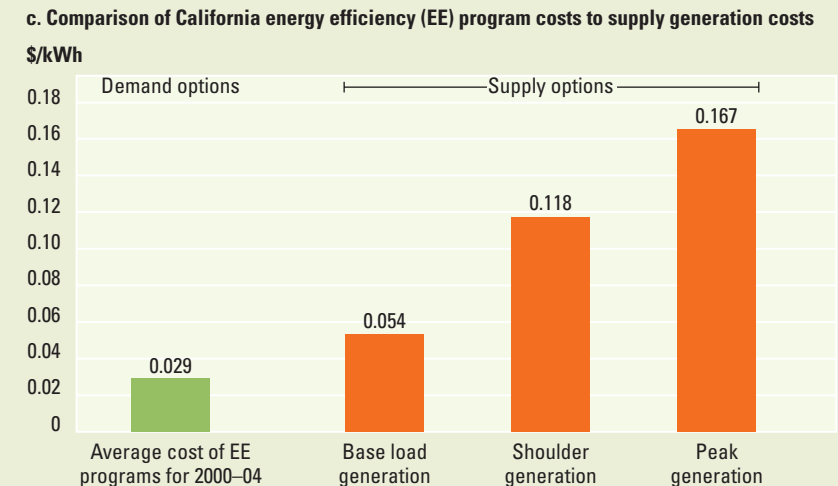 c. Comparison of California energy efficiency (EE) program costs to supply generation costs
$/kWh
Demand options
Supply options
0.18
0.16
0.14
0.12
0.10
0.08
0.06
0.04
0.02
0
0.029
0.054
0.118
0.167
Average cost of EE
programs for 2000–04
Base load
generation
Shoulder
generation
Peak
generation